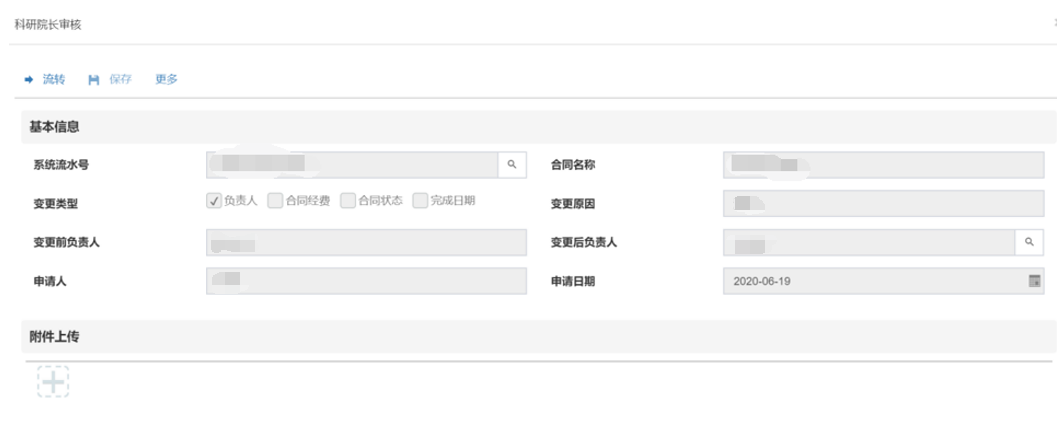 科研院长审核
流转 保存 更多
基本信息
系统流水号 合同名称
变更类型 负责人 合同经费 合同状态 完成日期 变更原因
变更前负责人 变更后负责人
申请人 申请日期 2020-06-19
附件上传